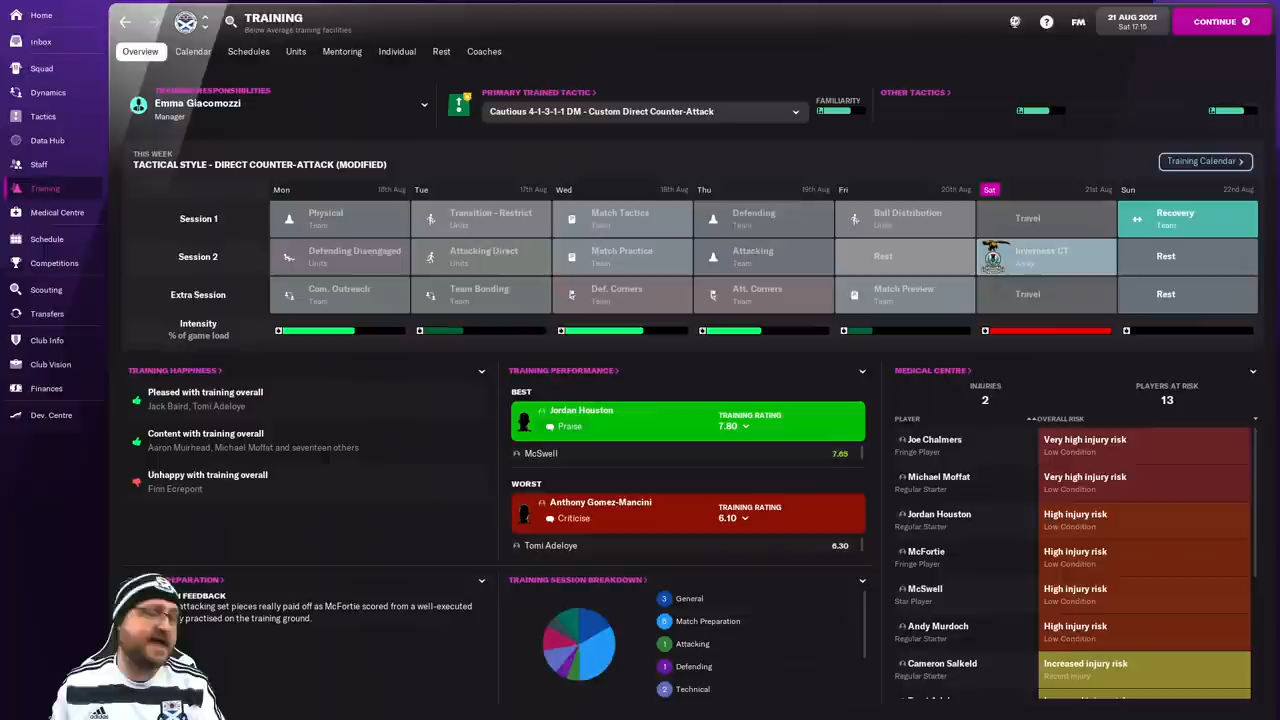 Home
TRAINING
Below Average training facilities
FM
21 AUG 2021
Sat 17:15
CONTINUE
Inbox
Overview
Calendar
Schedules
Units
Mentoring
Individual
Rest
Coaches
Squad
Dynamics
TRAINING RESPONSIBILITIES
Emma Giacomozzi
Manager
PRIMARY TRAINED TACTIC >
Cautious 4-1-3-1-1 DM - Custom Direct Counter-Attack
FAMILIARITY
OTHER TACTICS >
Tactics
Data Hub
Staff
Training
Medical Centre
Schedule
Competitions
Scouting
Transfers
Club Info
Club Vision
Finances
Dev. Centre
THIS WEEK
TACTICAL STYLE - DIRECT COUNTER-ATTACK (MODIFIED)
Training Calendar >
Mon 16th Aug Tue 17th Aug Wed 18th Aug Thu 19th Aug Fri 20th Aug Sat 21st Aug Sun 22nd Aug
Session 1
Physical
Team
Transition - Restrict
Units
Match Tactics
Team
Defending
Team
Ball Distribution
Units
Travel
Recovery
Team
Session 2
Defending Disengaged
Units
Attacking Direct
Units
Match Practice
Team
Attacking
Team
Rest
Inverness CT
Away
Rest
Extra Session
Com. Outreach
Team
Team Bonding
Team
Def. Corners
Team
Att. Corners
Team
Match Preview
Team
Travel
Rest
Intensity
% of game load
TRAINING HAPPINESS >
Pleased with training overall
Jack Baird, Tomi Adeloye
Content with training overall
Aaron Muirhead, Michael Moffat and seventeen others
Unhappy with training overall
Finn Ecrepont
TRAINING PERFORMANCE >
BEST
Jordan Houston
Praise
TRAINING RATING
7.80
McSwell
7.65
WORST
Anthony Gomez-Mancini
Criticise
TRAINING RATING
6.10
Tomi Adeloye
6.30
MEDICAL CENTRE >
INJURIES
2
PLAYERS AT RISK
13
PLAYER
OVERALL RISK
Joe Chalmers
Fringe Player
Very high injury risk
Low Condition
Michael Moffat
Regular Starter
Very high injury risk
Low Condition
Jordan Houston
Regular Starter
High injury risk
Low Condition
McFortie
Fringe Player
High injury risk
Low Condition
McSwell
Star Player
High injury risk
Low Condition
Andy Murdoch
Regular Starter
High injury risk
Low Condition
Cameron Salkeld
Regular Starter
Increased injury risk
Recent injury
EPARATION >
FEEDBACK
ttacking set pieces really paid off as McFortie scored from a well-executed
practised on the training ground.
TRAINING SESSION BREAKDOWN >
3 General
6 Match Preparation
1 Attacking
1 Defending
2 Technical
adidas